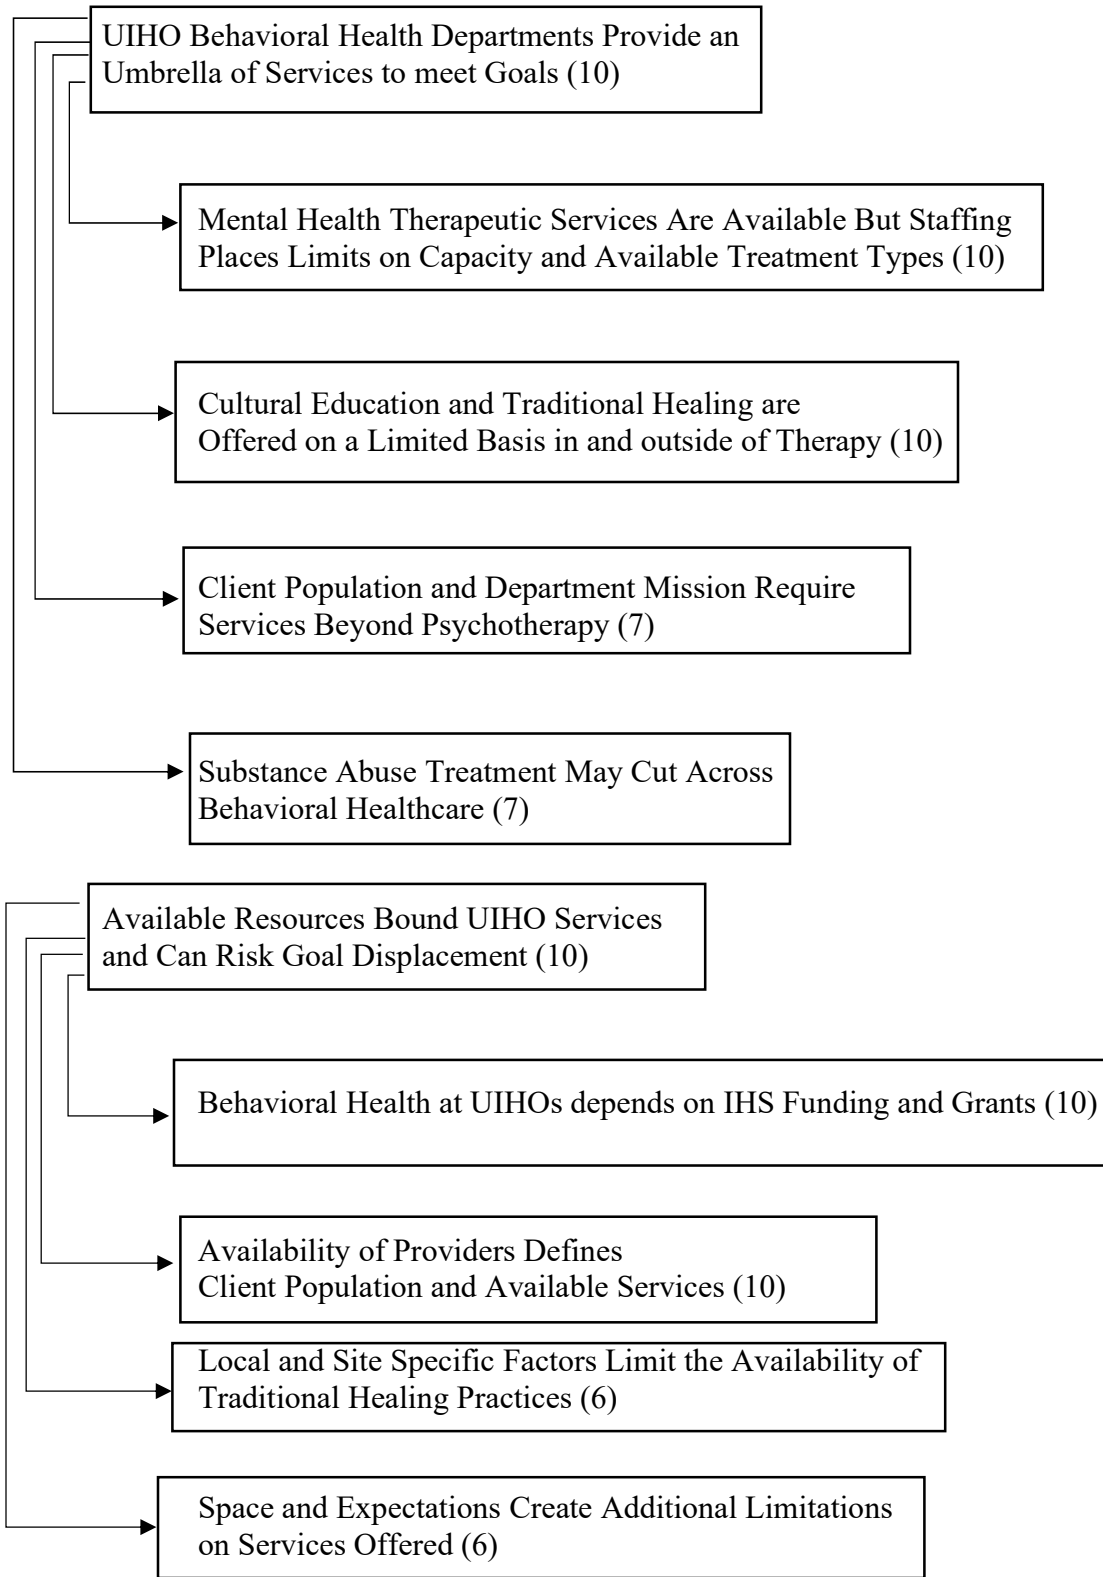 UIHO Behavioral Health Departments Provide an
Umbrella of Services to meet Goals (10)
Mental Health Therapeutic Services Are Available But Staffing
Places Limits on Capacity and Available Treatment Types (10)
Cultural Education and Traditional Healing are
Offered on a Limited Basis in and outside of Therapy (10)
Client Population and Department Mission Require
Services Beyond Psychotherapy (7)
Substance Abuse Treatment May Cut Across
Behavioral Healthcare (7)
Available Resources Bound UIHO Services
and Can Risk Goal Displacement (10)
Behavioral Health at UIHOs depends on IHS Funding and Grants (10)
Availability of Providers Defines
Client Population and Available Services (10)
Local and Site Specific Factors Limit the Availability of
Traditional Healing Practices (6)
Space and Expectations Create Additional Limitations
on Services Offered (6)